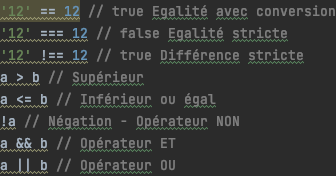 '12' == 12 // true Egalité avec conversion
'12' === 12 // false Egalité stricte
'12' !== 12 // true Différence stricte
a > b // Supérieur
a <= b // Inférieur ou égal
!a // Négation - Opérateur NON
a && b // Opérateur ET
a || b // Opérateur OU